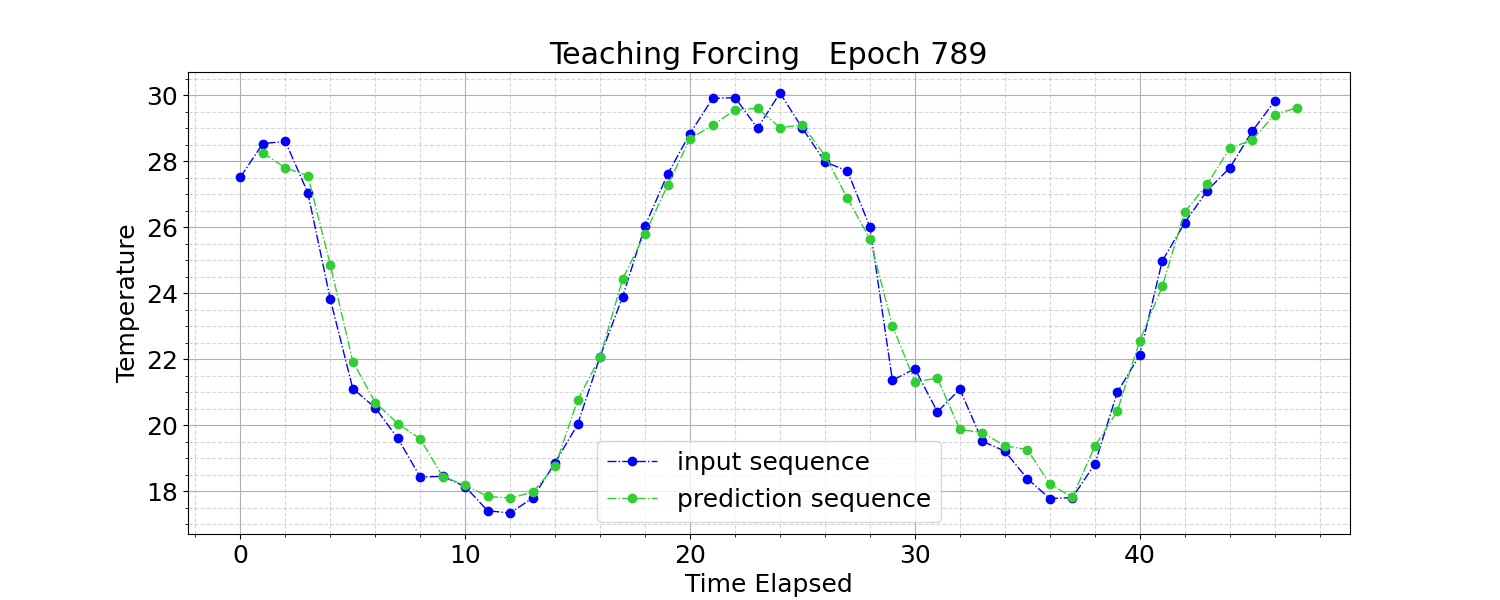 Teaching Forcing   Epoch 789
30
28
26
24
22
20
18
Temperature
input sequence
prediction sequence
0 10 20 30 40
Time Elapsed